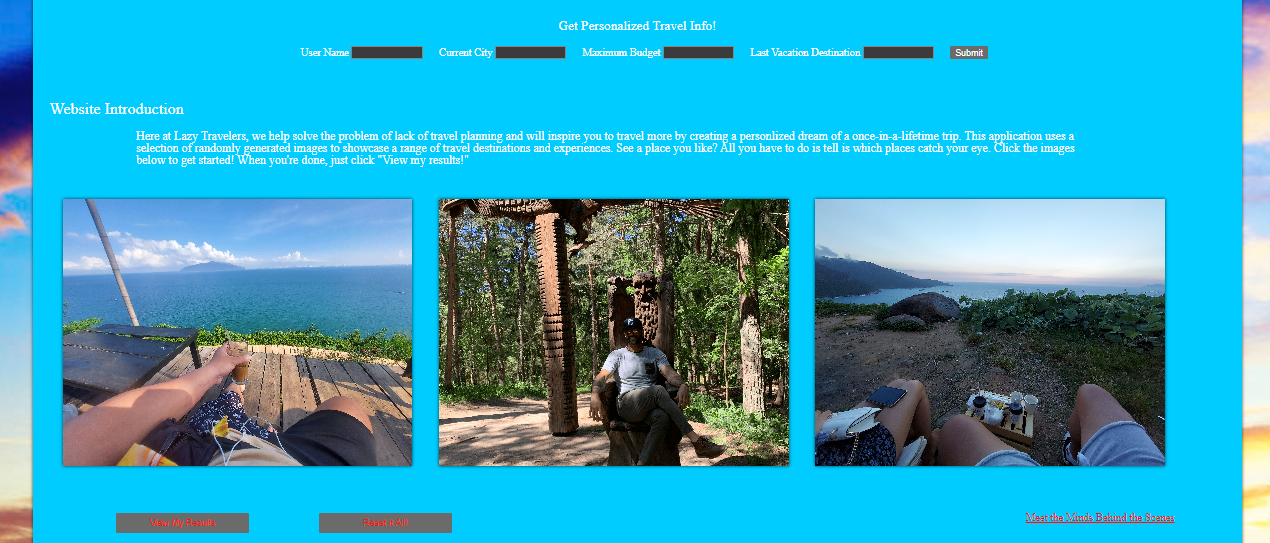 Get Personalized Travel Info!
User Name Current City Maximum Budget Last Vacation Destination Submit
Website Introduction
Here at Lazy Travelers, we help solve the problem of lack of travel planning and will inspire you to travel more by creating a personlized dream of a once-in-a-lifetime trip. This application uses a
selection of randomly generated images to showcase a range of travel destinations and experiences. See a place you like? All you have to do is tell is which places catch your eye. Click the images
below to get started! When you're done, just click "View my results!"
View My Results Reset it All! Meet the Minds Behind the Scenes